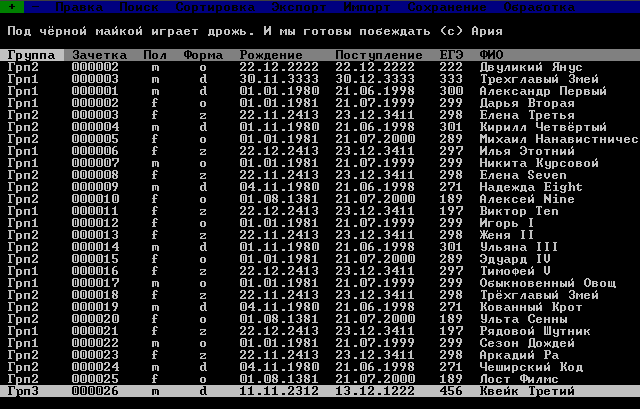 + - Правка Поиск Сортировка Экспорт Импорт Сохранение Обработка
Под чёрной майкой играет дрожь. И мы готовы побеждать (с) Ария
Группа Зачетка Пол Форма Рождение Поступление ЕГЭ ФИО
Грп2 000002 m o 22.12.2222 22.12.2222 222 Двуликий Янус
Грп1 000003 m d 30.11.3333 30.12.3333 333 Трехглавый Змей
Грп1 000001 m d 01.01.1980 21.06.1998 300 Александр Первый
Грп1 000002 f o 01.01.1981 21.07.1999 299 Дарья Вторая
Грп2 000003 f z 22.11.2413 23.12.3411 298 Елена Третья
Грп2 000004 m d 01.11.1980 21.06.1998 301 Кирилл Четвёртый
Грп2 000005 f o 01.01.1981 21.07.2000 289 Михаил Нанавистничес
Грп1 000006 f z 22.12.2413 23.12.3411 297 Илья Этотний
Грп1 000007 m o 01.01.1981 21.07.1999 299 Никита Курсовой
Грп2 000008 f z 22.11.2413 23.12.3411 298 Елена Seven
Грп2 000009 m d 04.11.1980 21.06.1998 271 Надежда Eight
Грп2 000010 f o 01.08.1381 21.07.2000 189 Алексей Nine
Грп1 000011 f z 22.12.2413 23.12.3411 197 Виктор Ten
Грп1 000012 f o 01.01.1981 21.07.1999 299 Игорь I
Грп2 000013 f z 22.11.2413 23.12.3411 298 Женя II
Грп2 000014 m d 01.11.1980 21.06.1998 301 Ульяна III
Грп2 000015 f o 01.01.1981 21.07.2000 289 Эдуард IV
Грп2 000016 f z 22.12.2413 23.12.3411 297 Тимофей V
Грп1 000017 m o 01.01.1981 21.07.1999 299 Обыкновенный Овощ
Грп2 000018 f z 22.11.2413 23.12.3411 298 Трёхглавый Змей
Грп2 000019 m d 04.11.1980 21.06.1998 271 Кованный Крот
Грп2 000020 f o 01.08.1381 21.07.2000 189 Ульта Сенны
Грп2 000021 f z 22.12.2413 23.12.3411 197 Рядовой Шутник
Грп1 000022 f o 01.01.1981 21.07.1999 299 Сезон Дождей
Грп2 000023 f z 22.11.2413 23.12.3411 298 Аркадий Ра
Грп2 000024 m d 04.11.1980 21.06.1998 271 Чеширский Код
Грп2 000025 f o 01.08.1381 21.07.2000 189 Лост Филмс
Грп3 000026 m d 11.11.2312 13.12.1222 456 Квейк Третий